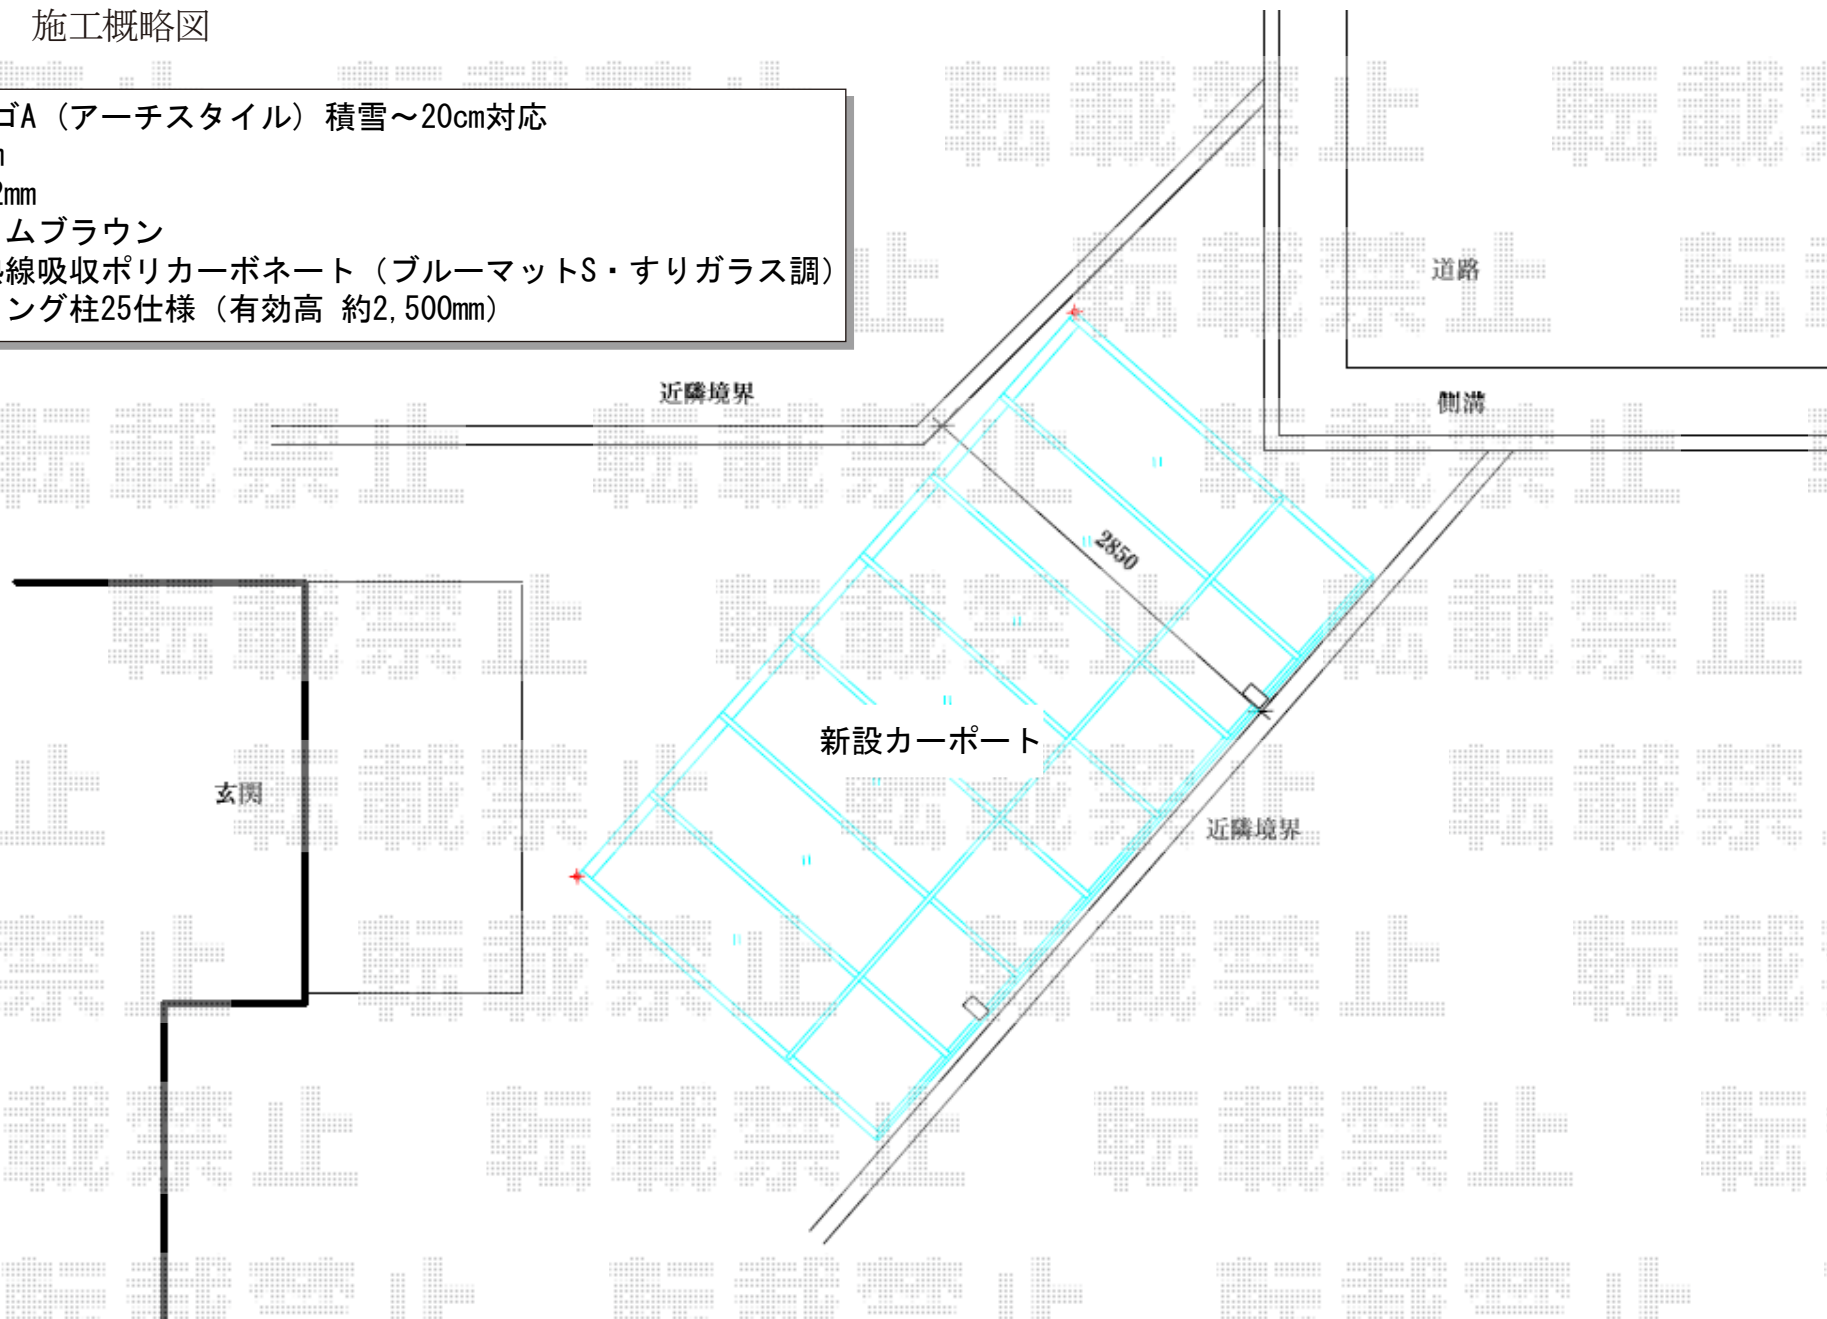 施工概略図
ゴA（アーチスタイル）積雪～20cm対応
2mm
ムブラウン
線吸収ポリカーボネート（ブルーマットS・すりガラス調）
ング柱25仕様（有効高 約2,500mm）
道路
近隣境界
側溝
2850
新設カーポート
玄関
近隣境界
転載禁止